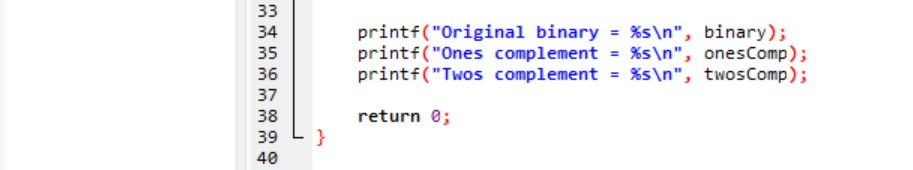 33
34 printf("Original binary = %s\n", binary);
35 printf("Ones complement = %s\n", onesComp);
36 printf("Twos complement = %s\n", twosComp);
37
38 return 0;
39 }
40